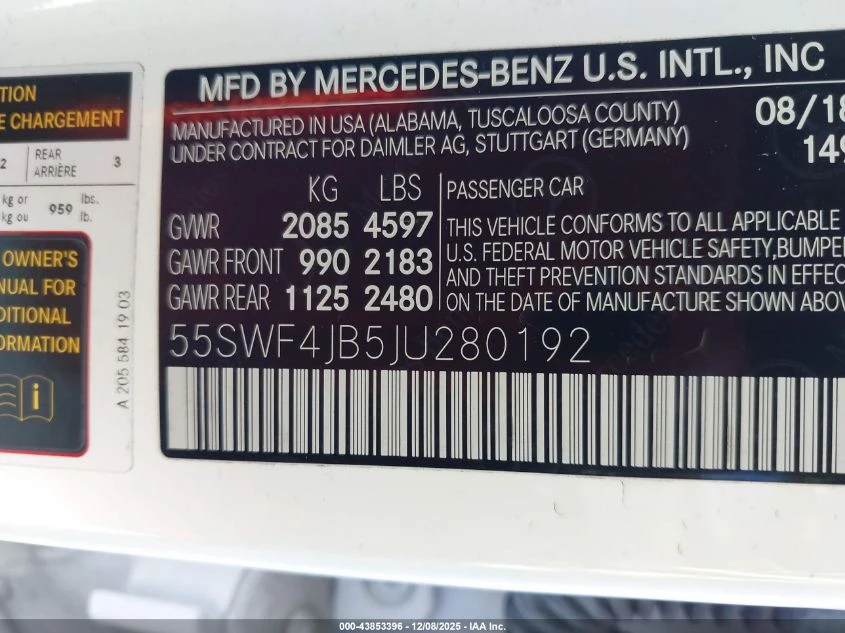 TION
E CHARGEMENT
2 REAR ARRIÈRE 3
kg or kg ou 959 lbs. lb.
OWNER'S
NUAL FOR
DITIONAL
ORMATION
i
A 205 584 19 03
MFD BY MERCEDES-BENZ U.S. INTL., INC
MANUFACTURED IN USA (ALABAMA, TUSCALOOSA COUNTY)
UNDER CONTRACT FOR DAIMLER AG, STUTTGART (GERMANY)
08/18
149
KG LBS
GVWR 2085 4597
GAWR FRONT 990 2183
GAWR REAR 1125 2480
PASSENGER CAR
THIS VEHICLE CONFORMS TO ALL APPLICABLE
U.S. FEDERAL MOTOR VEHICLE SAFETY,BUMPER
AND THEFT PREVENTION STANDARDS IN EFFEC
ON THE DATE OF MANUFACTURE SHOWN ABOV
55SWF4JB5JU280192
000-43853396 - 12/08/2025 - IAA Inc.